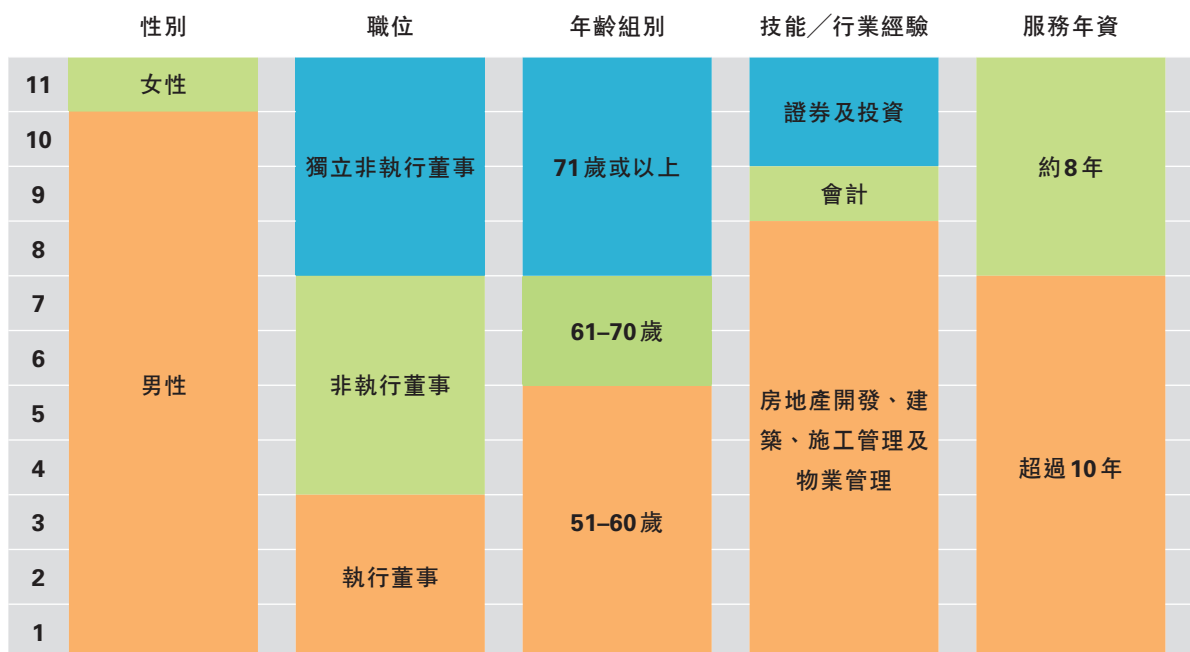 性別 職位 年齡組別 技能／行業經驗 服務年資
11 女性
證券及投資
10
獨立非執行董事 71歲或以上 約8年
9 會計
8
7
61–70歲
6
男性 非執行董事
房地產開發、建
5
築、施工管理及
4 超過10年
物業管理
3 51–60歲
2 執行董事
1